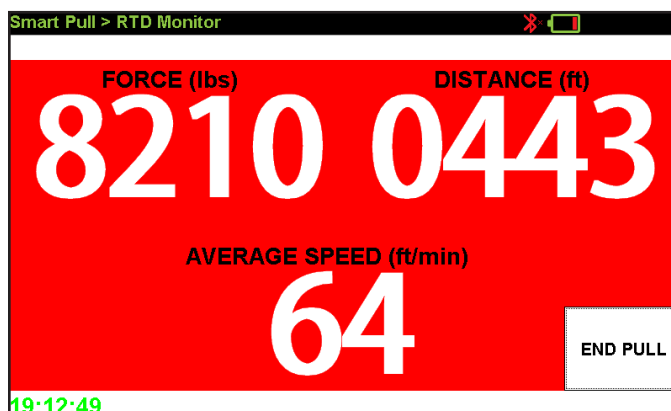 Smart Pull > RTD Monitor
FORCE (lbs) DISTANCE (ft)
8210 0443
AVERAGE SPEED (ft/min)
64
END PULL
19:12:49